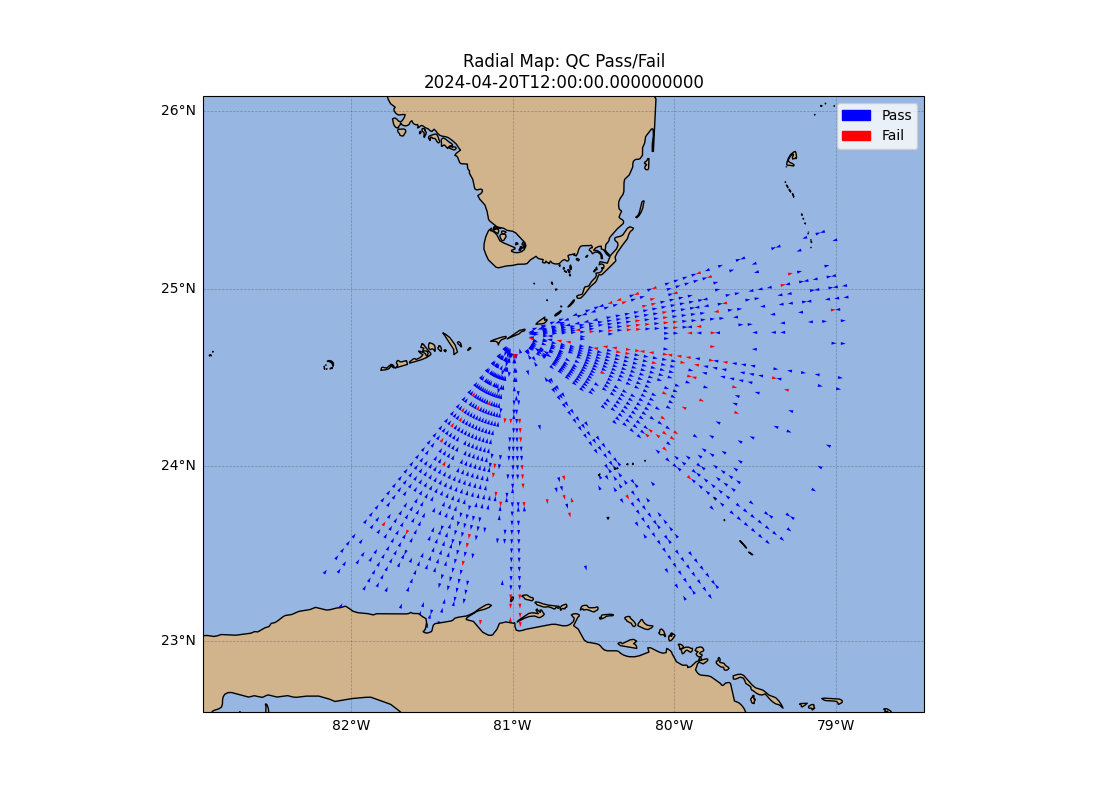 Radial Map: QC Pass/Fail
2024-04-20T12:00:00.000000000
26°N
25°N
24°N
23°N
Pass
Fail
82°W
81°W
80°W
79°W